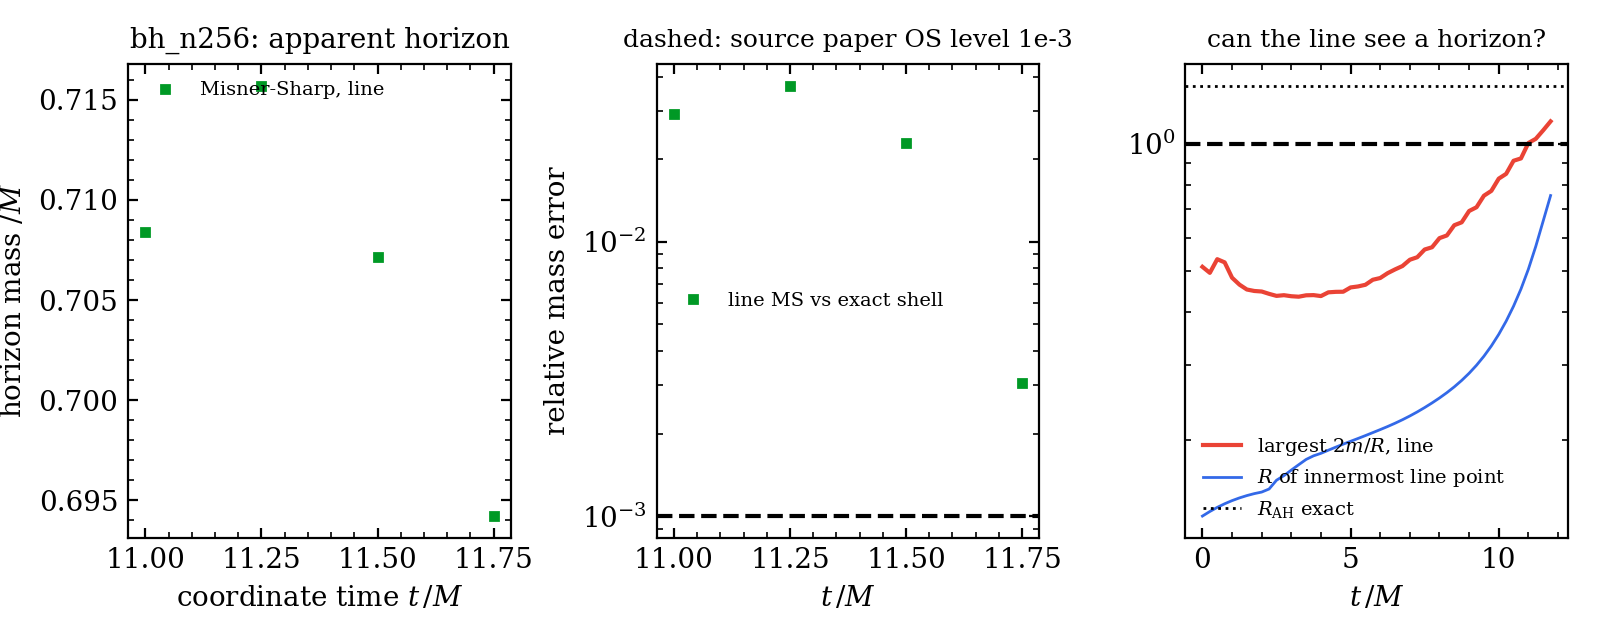 bh_n256: apparent horizon
Misner-Sharp, line
0.715
0.710
0.705
0.700
0.695
horizon mass /M
11.00 11.25 11.50 11.75
coordinate time t/M
dashed: source paper OS level 1e-3
line MS vs exact shell
10⁻²
10⁻³
relative mass error
11.00 11.25 11.50 11.75
t/M
can the line see a horizon?
10⁰
largest 2m/R, line
R of innermost line point
R_AH exact
0 5 10
t/M